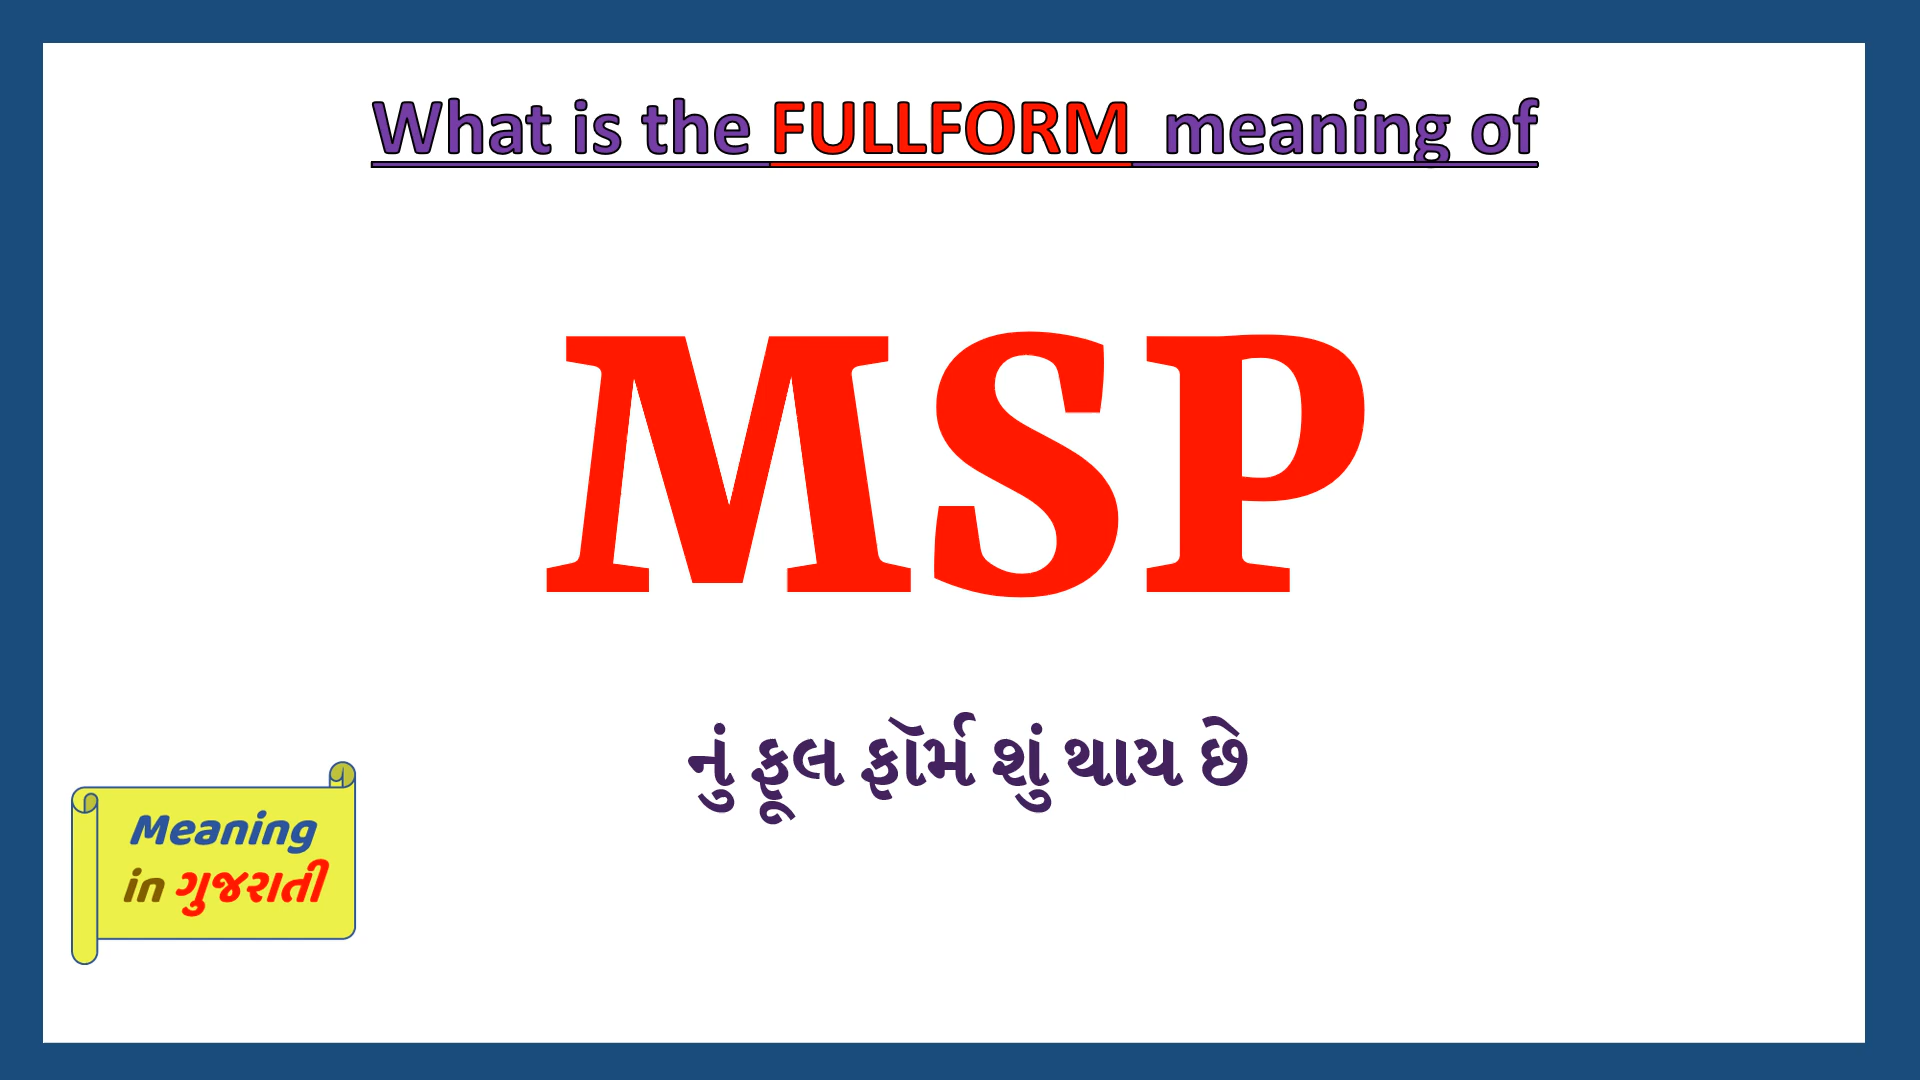 What is the FULLFORM meaning of
MSP
નું ફૂલ ફૉર્મ શું થાય છે
Meaning
in ગુજરાતી